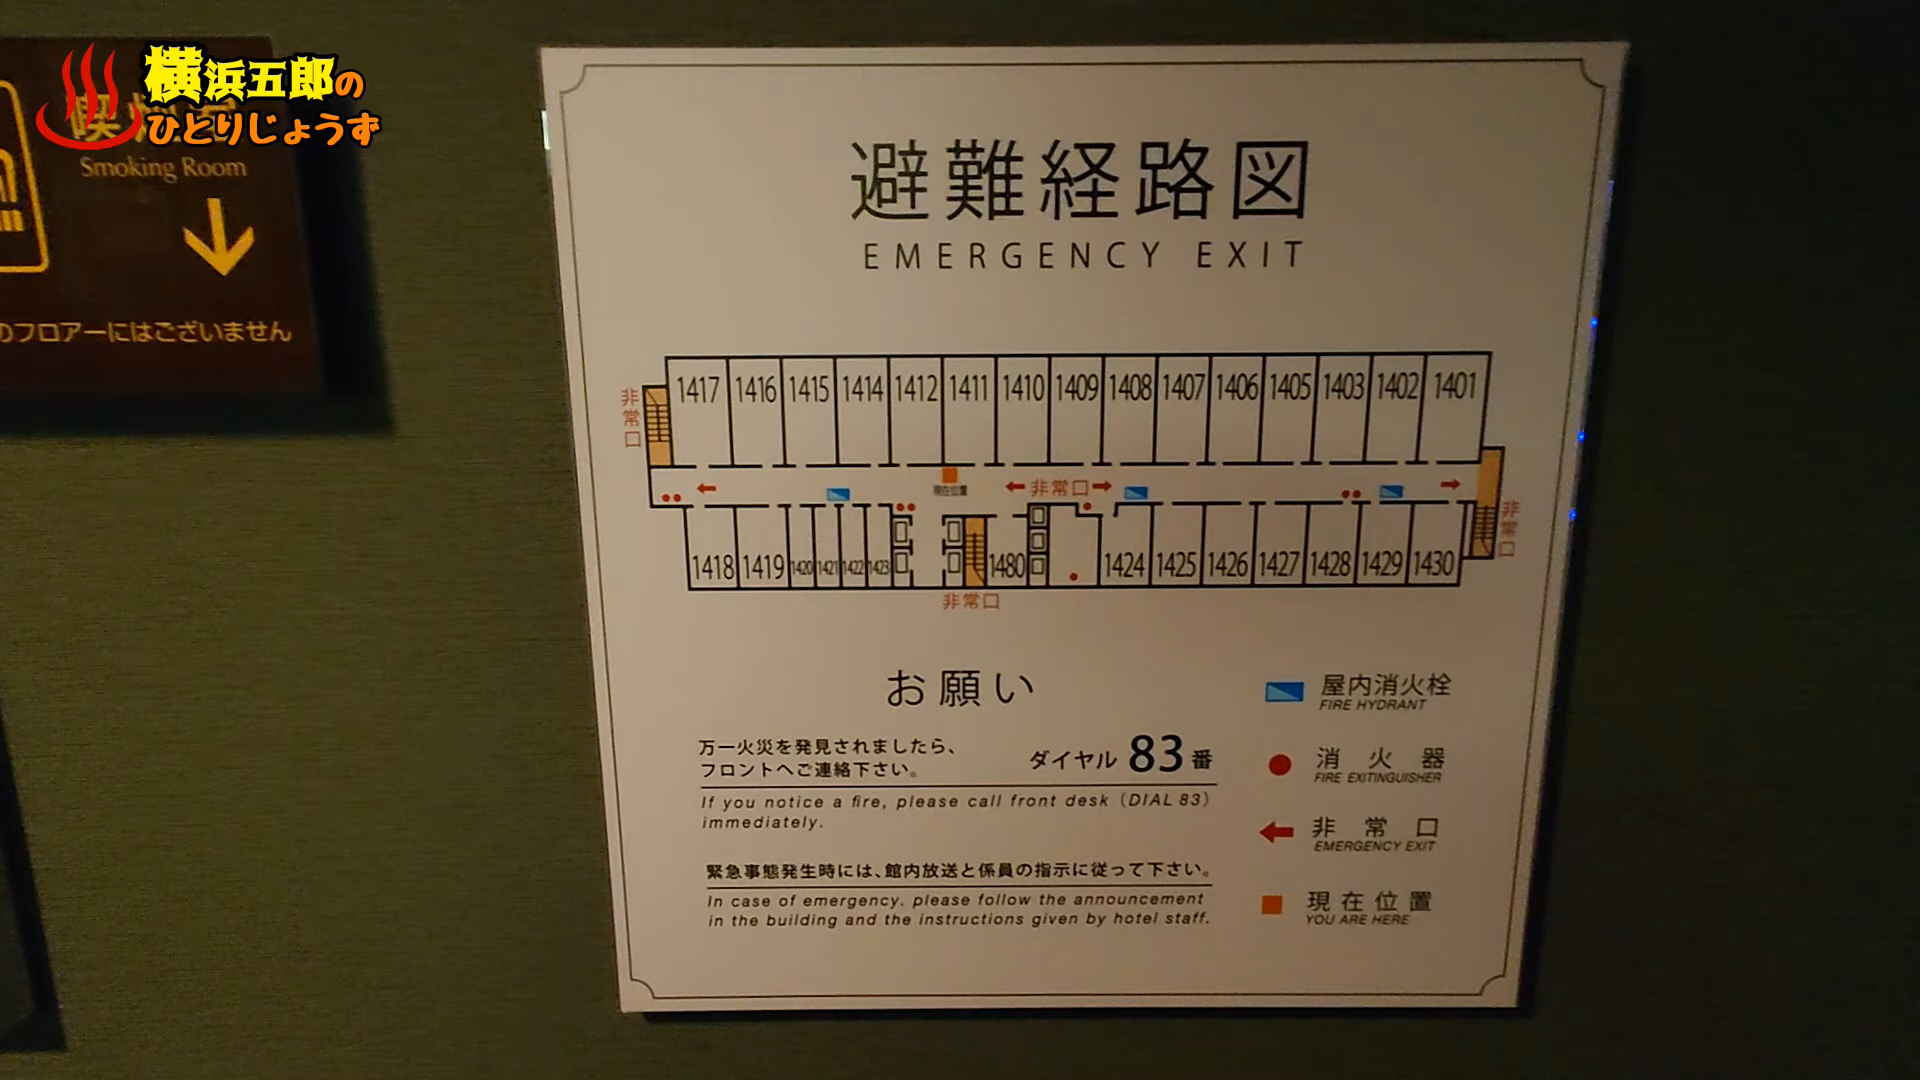 横浜五郎の
ひとりじょうず
Smoking Room
のフロアーにはございません
避難経路図
EMERGENCY EXIT
1417 1416 1415 1414 1412 1411 1410 1409 1408 1407 1406 1405 1403 1402 1401
非常口
現在位置
非常口
非常口
1418 1419 1420 1421 1422 1423 1480 1424 1425 1426 1427 1428 1429 1430
非常口
お願い
万一火災を発見されましたら、
フロントへご連絡下さい。
ダイヤル 83 番
If you notice a fire, please call front desk (DIAL 83)
immediately.
緊急事態発生時には、館内放送と係員の指示に従って下さい。
In case of emergency. please follow the announcement
in the building and the instructions given by hotel staff.
屋内消火栓
FIRE HYDRANT
消火器
FIRE EXITINGUISHER
非常口
EMERGENCY EXIT
現在位置
YOU ARE HERE